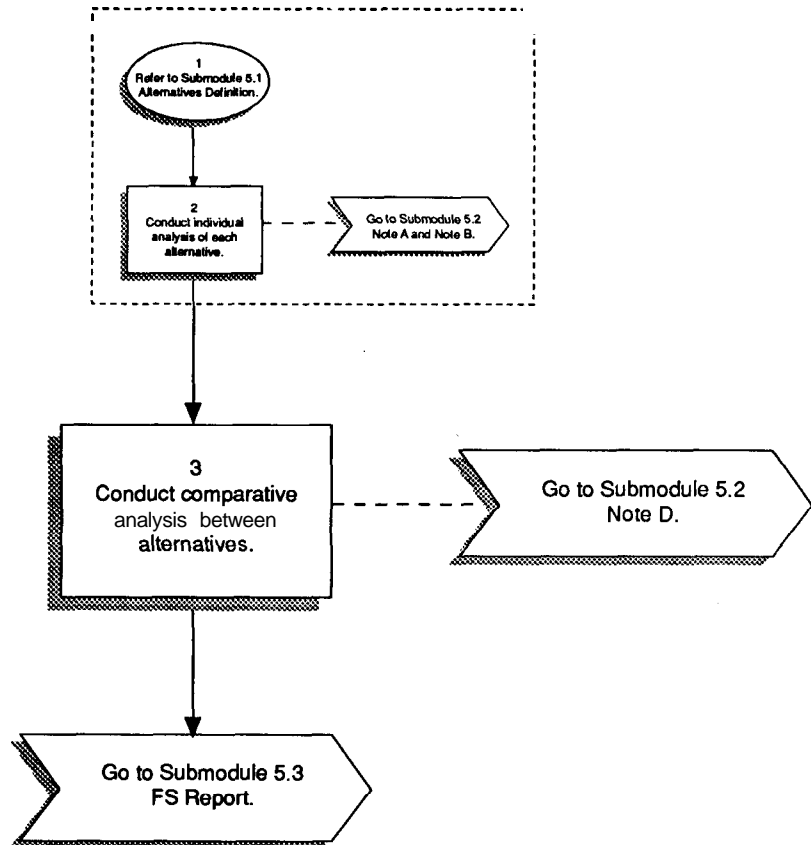 1
Refer to Submodule 5.1
Alternatives Definition.
2
Conduct individual
analysis of each
alternative.
Go to Submodule 5.2
Note A and Note B.
3
Conduct comparative
analysis between
alternatives.
Go to Submodule 5.2
Note D.
Go to Submodule 5.3
FS Report.